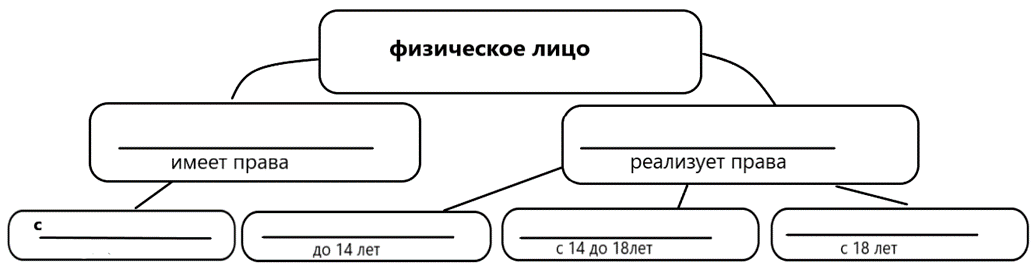 физическое лицо
имеет права
реализует права
с
до 14 лет
с 14 до 18лет
с 18 лет